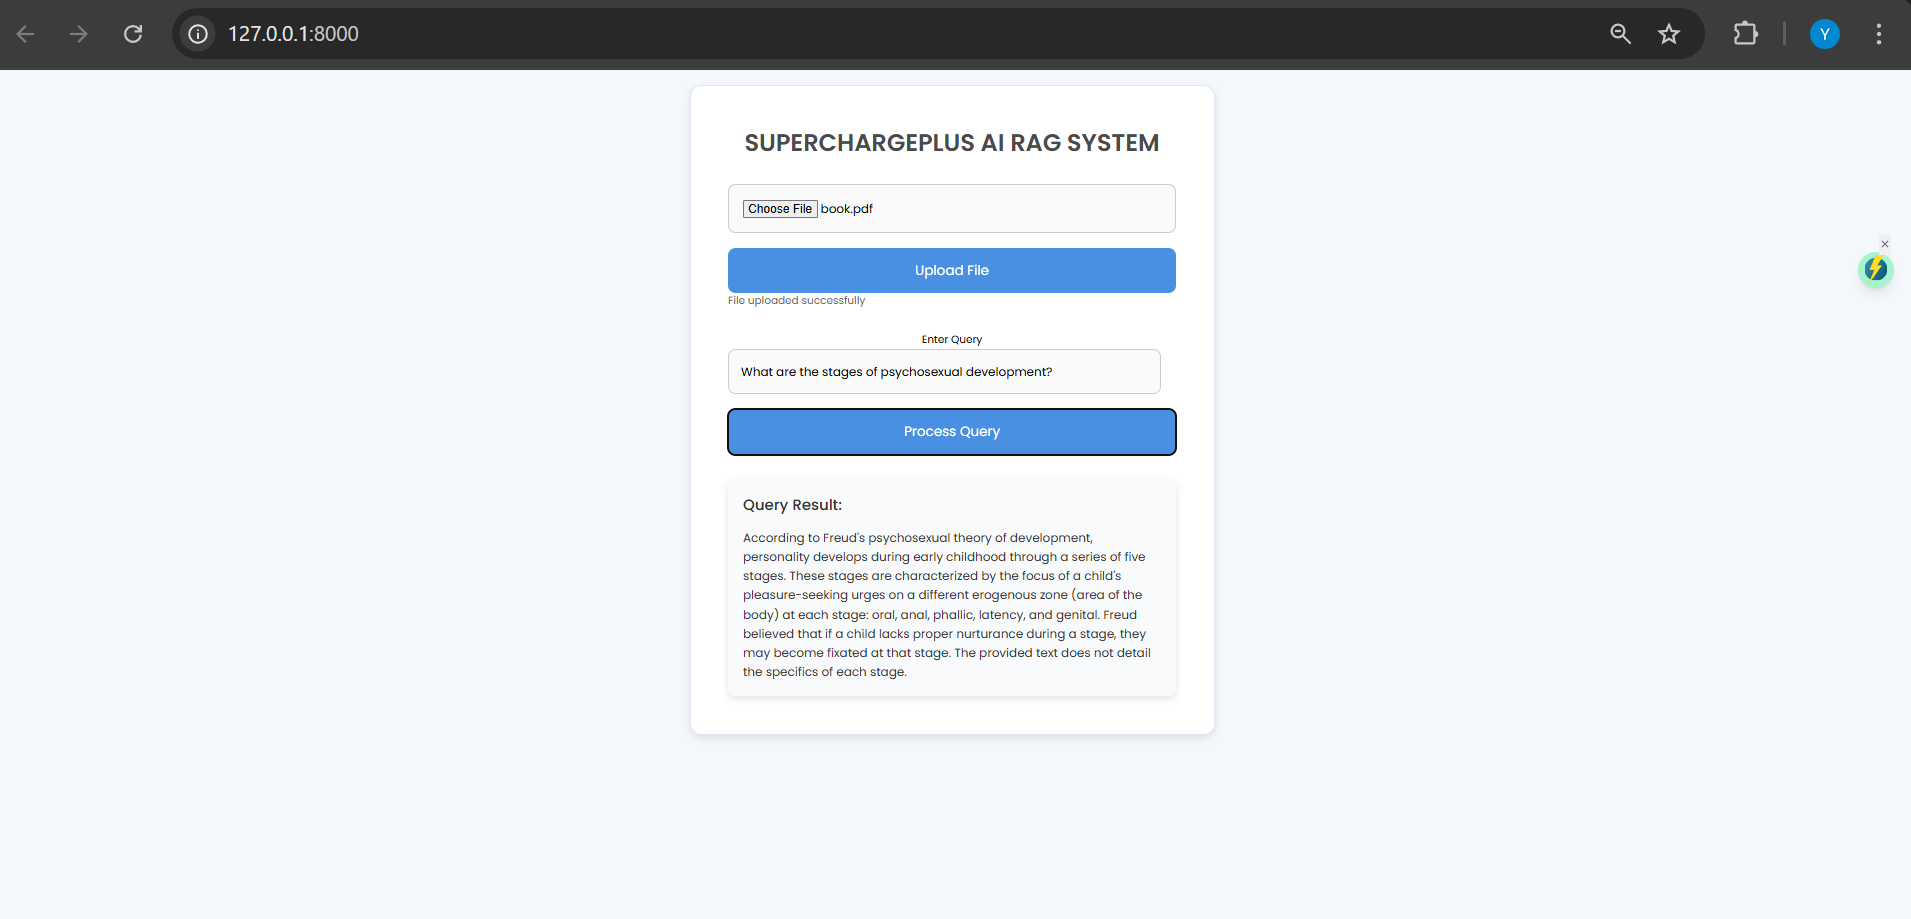 127.0.0.1:8000
Y
SUPERCHARGEPLUS AI RAG SYSTEM
Choose File book.pdf
Upload File
File uploaded successfully
Enter Query
What are the stages of psychosexual development?
Process Query
Query Result:
According to Freud's psychosexual theory of development,
personality develops during early childhood through a series of five
stages. These stages are characterized by the focus of a child's
pleasure-seeking urges on a different erogenous zone (area of the
body) at each stage: oral, anal, phallic, latency, and genital. Freud
believed that if a child lacks proper nurturance during a stage, they
may become fixated at that stage. The provided text does not detail
the specifics of each stage.